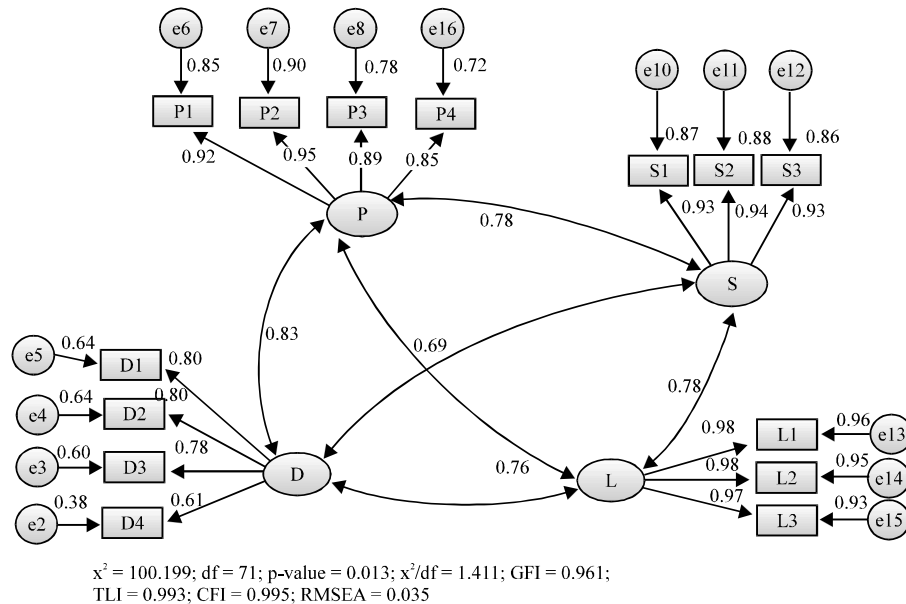 e6 e7 e8 e16
0.85 0.90 0.78 0.72
P1 P2 P3 P4
0.92 0.95 0.89 0.85
P
e10 e11 e12
0.87 0.88 0.86
S1 S2 S3
0.93 0.94 0.93
S
0.78
0.83
0.69
0.78
0.76
e5 0.64 D1 0.80
e4 0.64 D2 0.80
e3 0.60 D3 0.78
e2 0.38 D4 0.61
D
L
0.98 L1 0.96 e13
0.98 L2 0.95 e14
0.97 L3 0.93 e15
x² = 100.199; df = 71; p-value = 0.013; x²/df = 1.411; GFI = 0.961;
TLI = 0.993; CFI = 0.995; RMSEA = 0.035